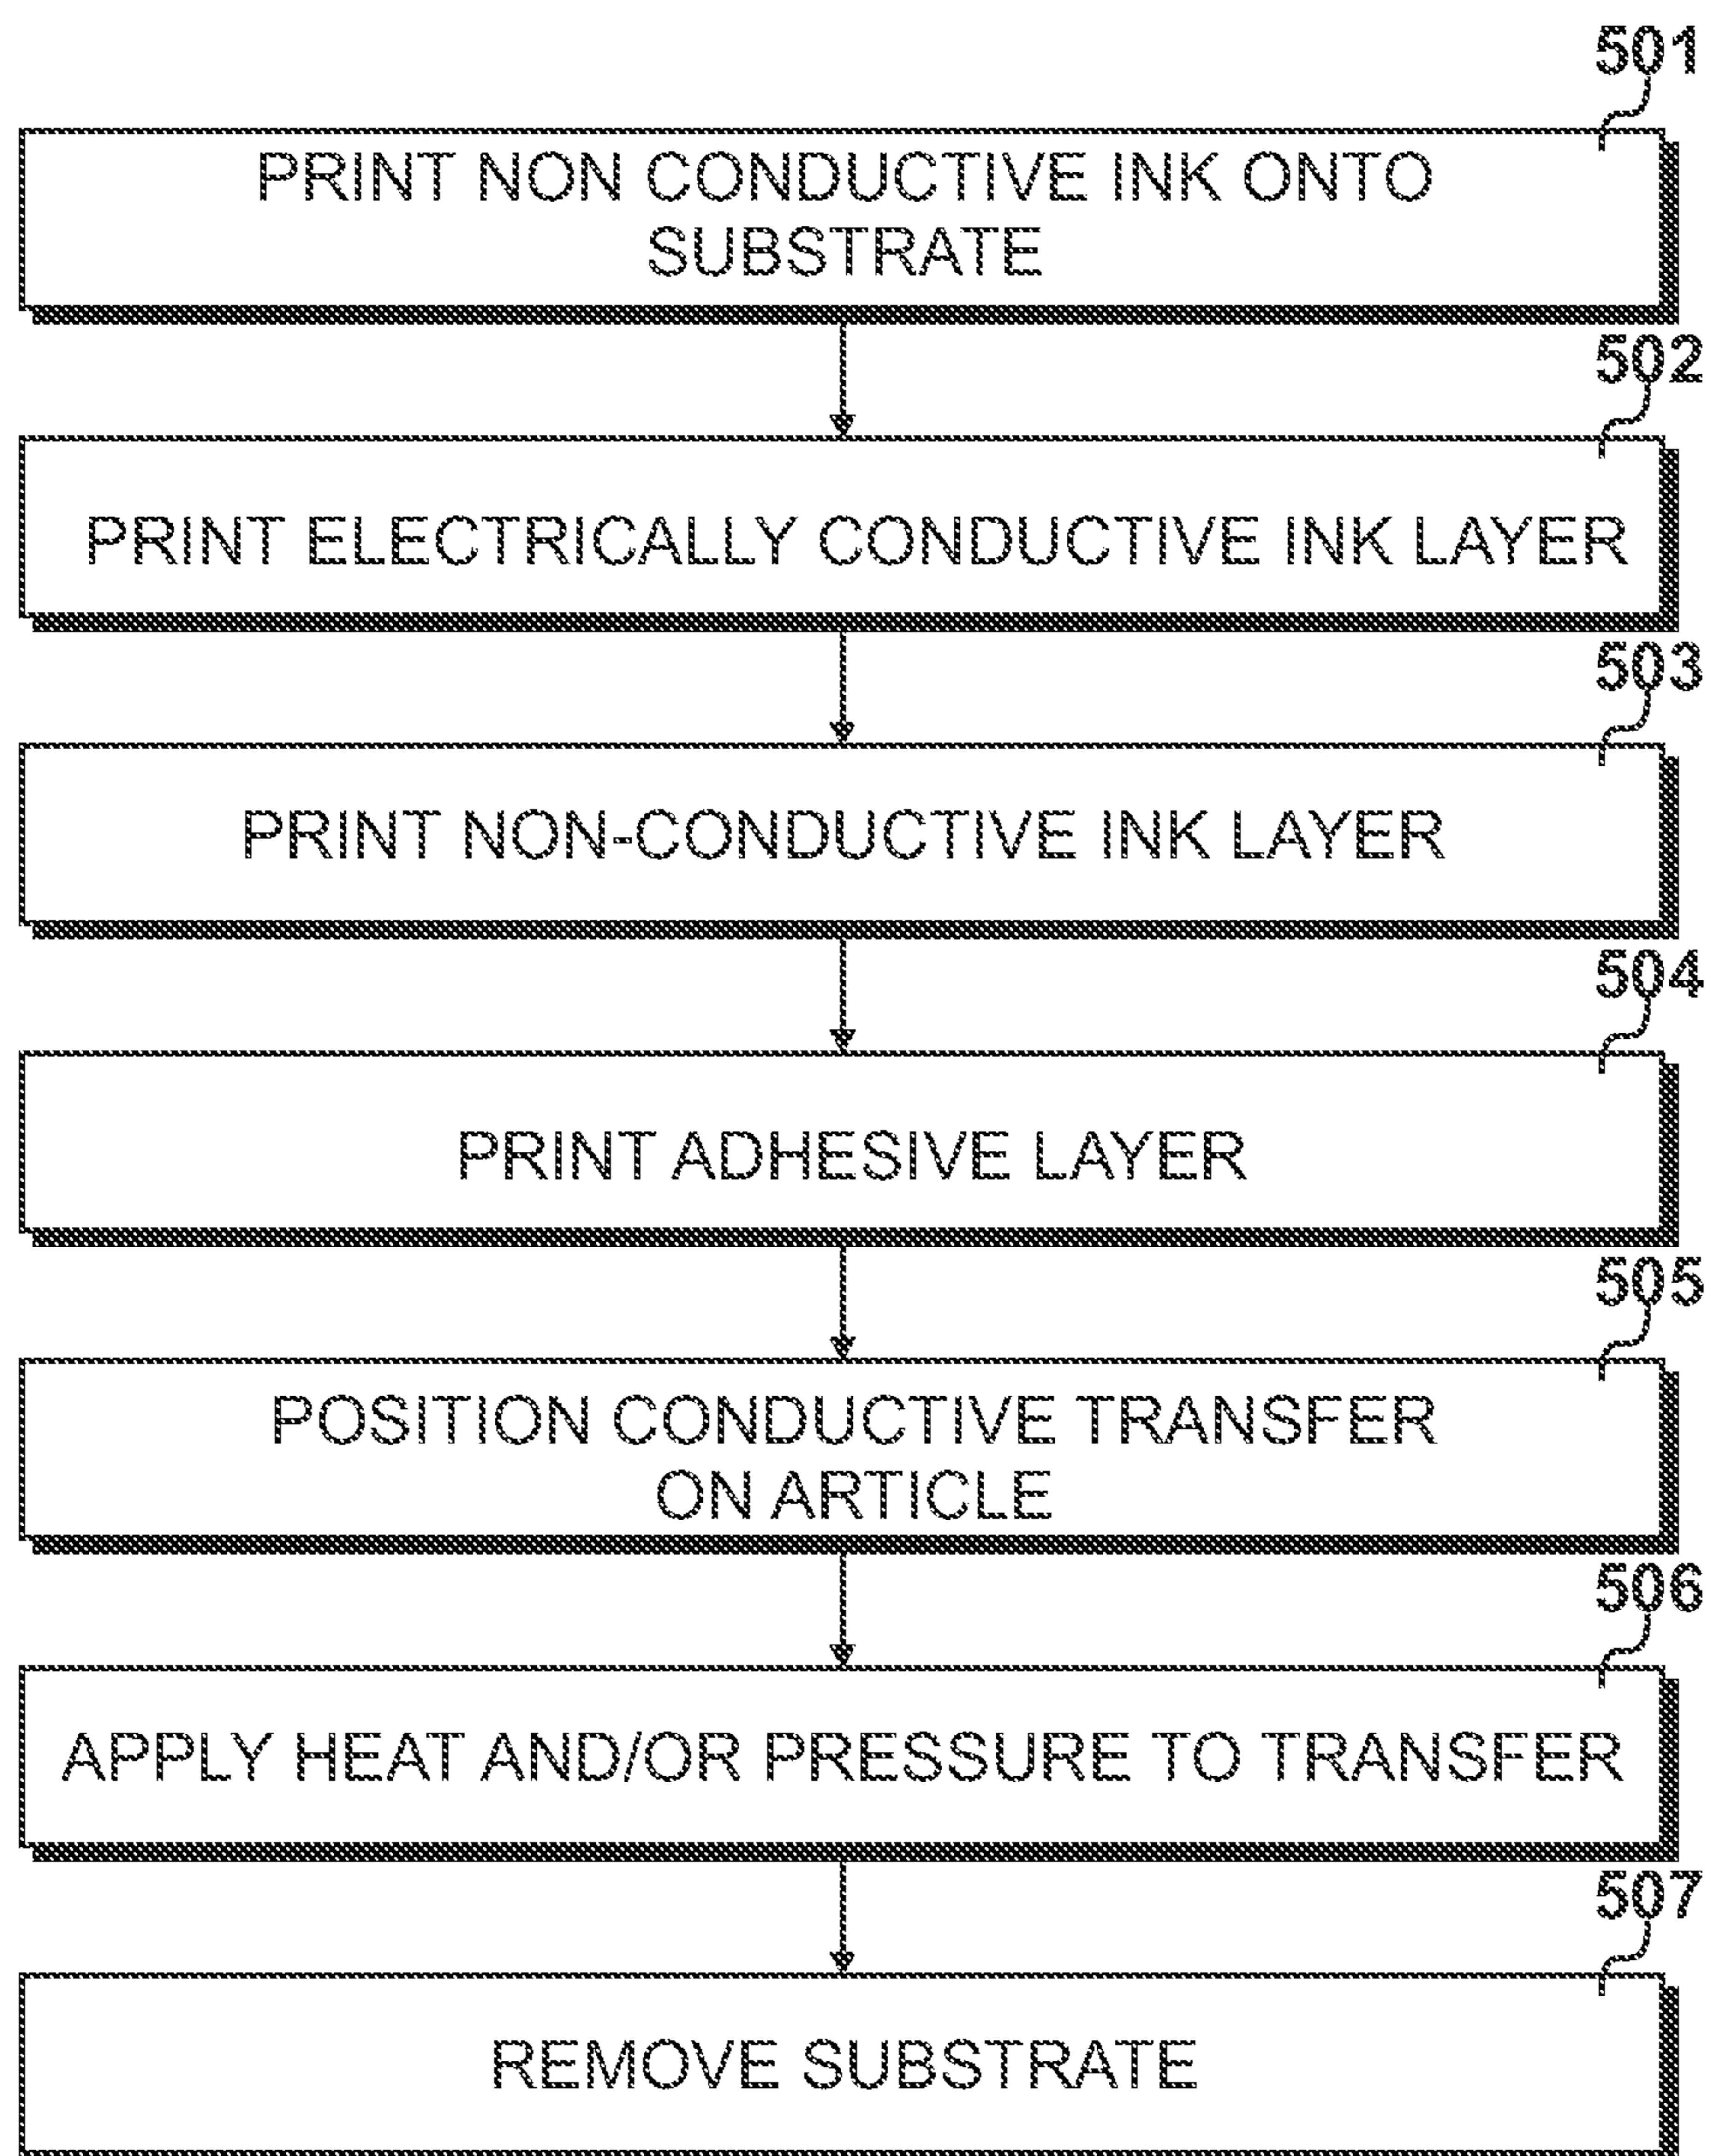 501
PRINT NON CONDUCTIVE INK ONTO
SUBSTRATE
502
PRINT ELECTRICALLY CONDUCTIVE INK LAYER
503
PRINT NON-CONDUCTIVE INK LAYER
504
PRINT ADHESIVE LAYER
505
POSITION CONDUCTIVE TRANSFER
ON ARTICLE
506
APPLY HEAT AND/OR PRESSURE TO TRANSFER
507
REMOVE SUBSTRATE